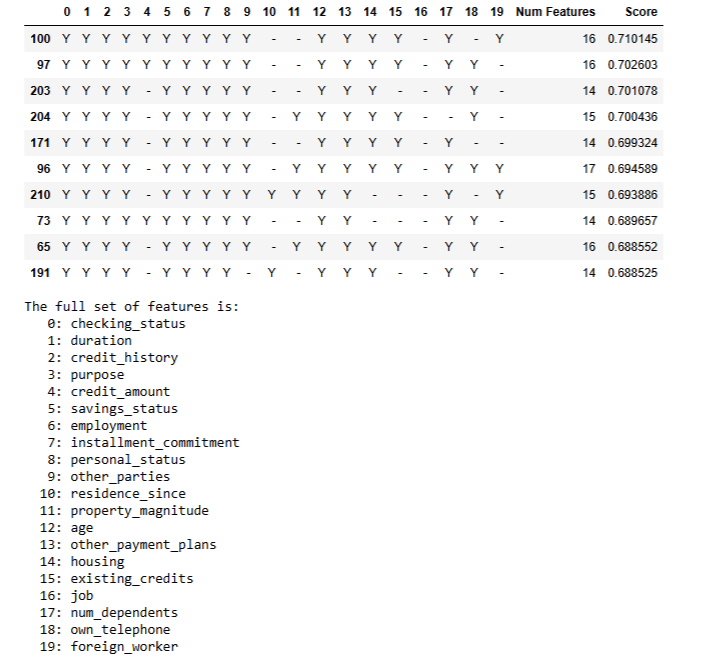 0 1 2 3 4 5 6 7 8 9 10 11 12 13 14 15 16 17 18 19 Num Features Score
100 Y Y Y Y Y Y Y Y Y Y - - Y Y Y Y - Y - Y 16 0.710145
97 Y Y Y Y Y Y Y Y Y Y - - Y Y Y Y - Y Y - 16 0.702603
203 Y Y Y Y - Y Y Y Y Y - - Y Y Y - - Y Y - 14 0.701078
204 Y Y Y Y - Y Y Y Y Y - Y Y Y Y Y - - Y - 15 0.700436
171 Y Y Y Y - Y Y Y Y Y - - Y Y Y Y - Y - - 14 0.699324
96 Y Y Y Y - Y Y Y Y Y - Y Y Y Y Y - Y Y Y 17 0.694589
210 Y Y Y Y - Y Y Y Y Y Y Y Y Y - - - Y - Y 15 0.693886
73 Y Y Y Y Y Y Y Y Y Y - - Y Y - - - Y Y - 14 0.689657
65 Y Y Y Y - Y Y Y Y Y - Y Y Y Y Y - Y Y - 16 0.688552
191 Y Y Y Y - Y Y Y Y - Y - Y Y Y - - Y Y - 14 0.688525
The full set of features is:
0: checking_status
1: duration
2: credit_history
3: purpose
4: credit_amount
5: savings_status
6: employment
7: installment_commitment
8: personal_status
9: other_parties
10: residence_since
11: property_magnitude
12: age
13: other_payment_plans
14: housing
15: existing_credits
16: job
17: num_dependents
18: own_telephone
19: foreign_worker